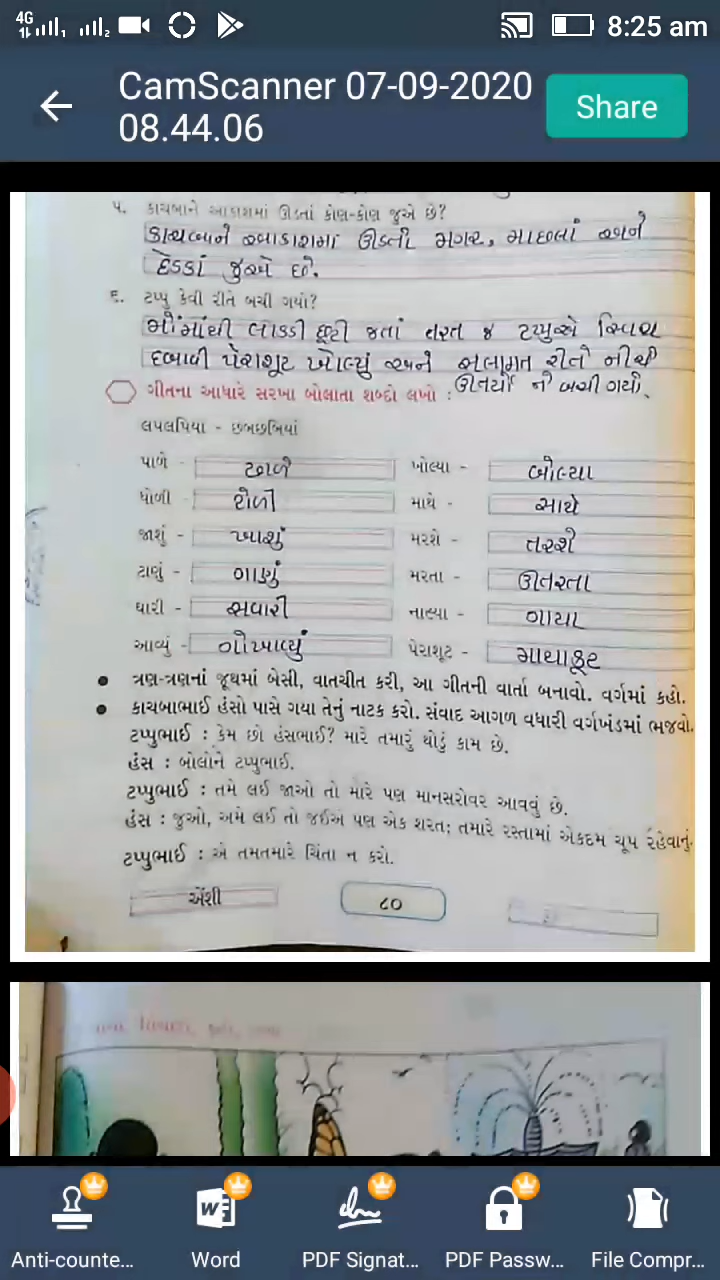 4G
8:25 am
CamScanner 07-09-2020
08.44.06
Share
૫. કાચબાને આકાશમાં ઊડતાં કોણ-કોણ જુએ છે?
કાચબાને આકાશમાં ઊડતી મગર, માછલાં અને
દેડકાં જુએ છે.
૬. ટપ્પુ કેવી રીતે બચી ગયો?
મોંમાંથી લાકડી છૂટી જતાં તરત જ ટપ્પુએ સ્વિચ
દબાવી પેરાશૂટ ખોલ્યું અને સલામત રીતે નીચે
ઊતર્યો ને બચી ગયો.
ગીતના આધારે સરખા બોલાતા શબ્દો લખો :
લપલપિયા - છબછબિયાં
પાળે - ઢાળે ખોલ્યા - બોલ્યા
ધોળી - ટોળી માથે - સાથે
જાશું - ખાશું મરશે - તરશે
ટાણું - ગાણું મરતા - ઊતરતા
ધારી - સવારી નાચ્યા - ગાયા
આવ્યું - ગોખાવ્યું પેરાશૂટ - માથાકૂટ
● ત્રણ-ત્રણનાં જૂથમાં બેસી, વાતચીત કરી, આ ગીતની વાર્તા બનાવો. વર્ગમાં કહો.
● કાચબાભાઈ હંસો પાસે ગયા તેનું નાટક કરો. સંવાદ આગળ વધારી વર્ગખંડમાં ભજવો.
ટપ્પુભાઈ : કેમ છો હંસભાઈ? મારે તમારું થોડું કામ છે.
હંસ : બોલોને ટપ્પુભાઈ.
ટપ્પુભાઈ : તમે લઈ જાઓ તો મારે પણ માનસરોવર આવવું છે.
હંસ : જુઓ, અમે લઈ તો જઈએ પણ એક શરત; તમારે રસ્તામાં એકદમ ચૂપ રહેવાનું.
ટપ્પુભાઈ : એ તમતમારે ચિંતા ન કરો.
એંશી ૮૦
Anti-counte... Word PDF Signat... PDF Passw... File Compr...